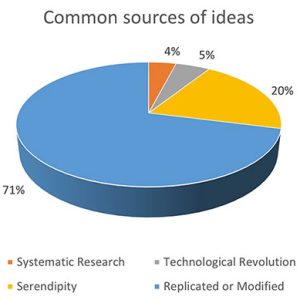 Common sources of ideas
4%
5%
20%
71%
Systematic Research
Technological Revolution
Serendipity
Replicated or Modified